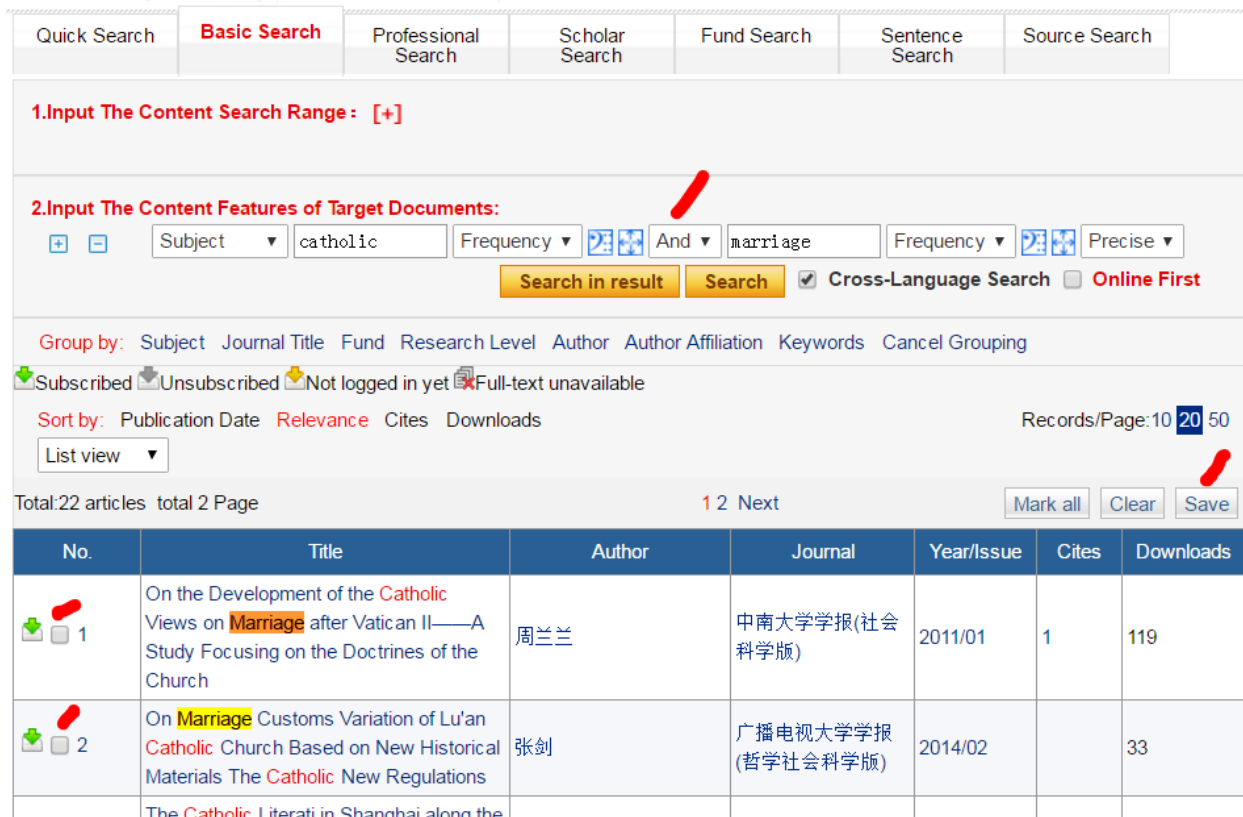 Quick Search Basic Search Professional Search Scholar Search Fund Search Sentence Search Source Search
1.Input The Content Search Range: [+]
2.Input The Content Features of Target Documents:
Subject catholic Frequency And marriage Frequency Precise
Search in result Search Cross-Language Search Online First
Group by: Subject Journal Title Fund Research Level Author Author Affiliation Keywords Cancel Grouping
Subscribed Unsubscribed Not logged in yet Full-text unavailable
Sort by: Publication Date Relevance Cites Downloads Records/Page:10 20 50
List view
Total:22 articles total 2 Page 1 2 Next Mark all Clear Save
No. Title Author Journal Year/Issue Cites Downloads
1 On the Development of the Catholic
Views on Marriage after Vatican II——A
Study Focusing on the Doctrines of the
Church
周兰兰
中南大学学报(社会
科学版)
2011/01 1 119
2 On Marriage Customs Variation of Lu'an
Catholic Church Based on New Historical
Materials The Catholic New Regulations
张剑
广播电视大学学报
(哲学社会科学版)
2014/02 33
The Catholic Literati in Shanghai along the